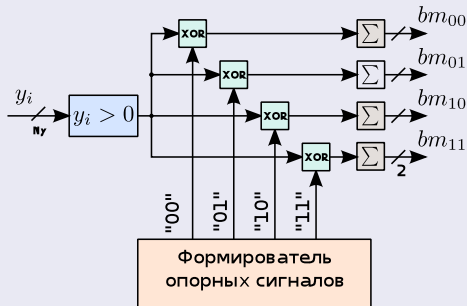 XOR
Σ
bm₀₀
XOR
Σ
bm₀₁
yᵢ
Ny
yᵢ > 0
XOR
Σ
bm₁₀
XOR
Σ
2
bm₁₁
"00"
"01"
"10"
"11"
Формирователь
опорных сигналов